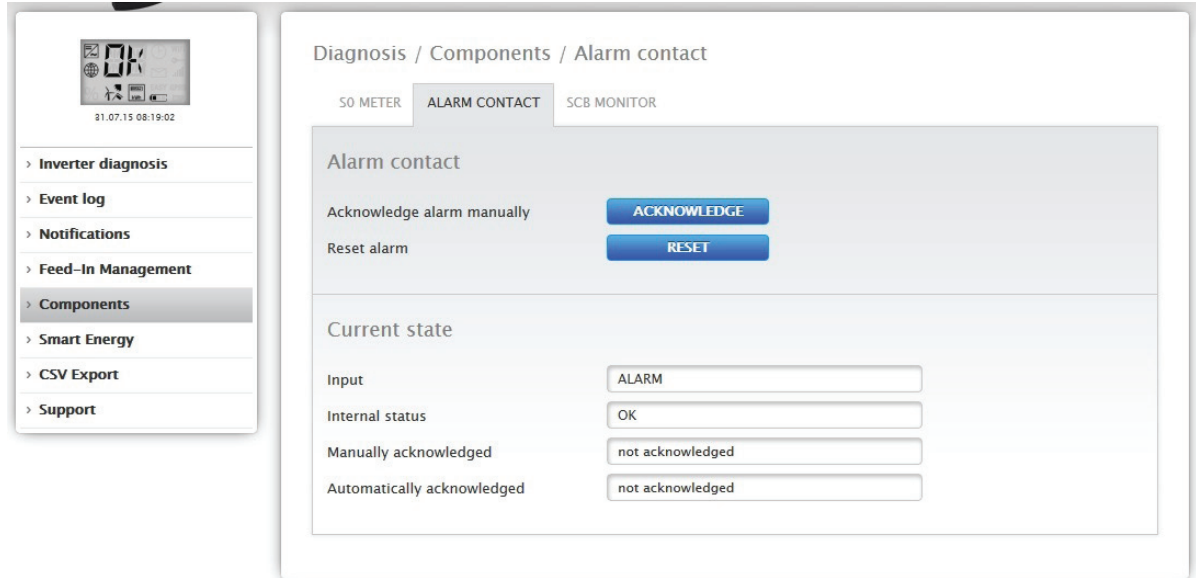 OK
31.07.15 08:19:02
› Inverter diagnosis
› Event log
› Notifications
› Feed-In Management
› Components
› Smart Energy
› CSV Export
› Support
Diagnosis / Components / Alarm contact
S0 METER ALARM CONTACT SCB MONITOR
Alarm contact
Acknowledge alarm manually ACKNOWLEDGE
Reset alarm RESET
Current state
Input ALARM
Internal status OK
Manually acknowledged not acknowledged
Automatically acknowledged not acknowledged